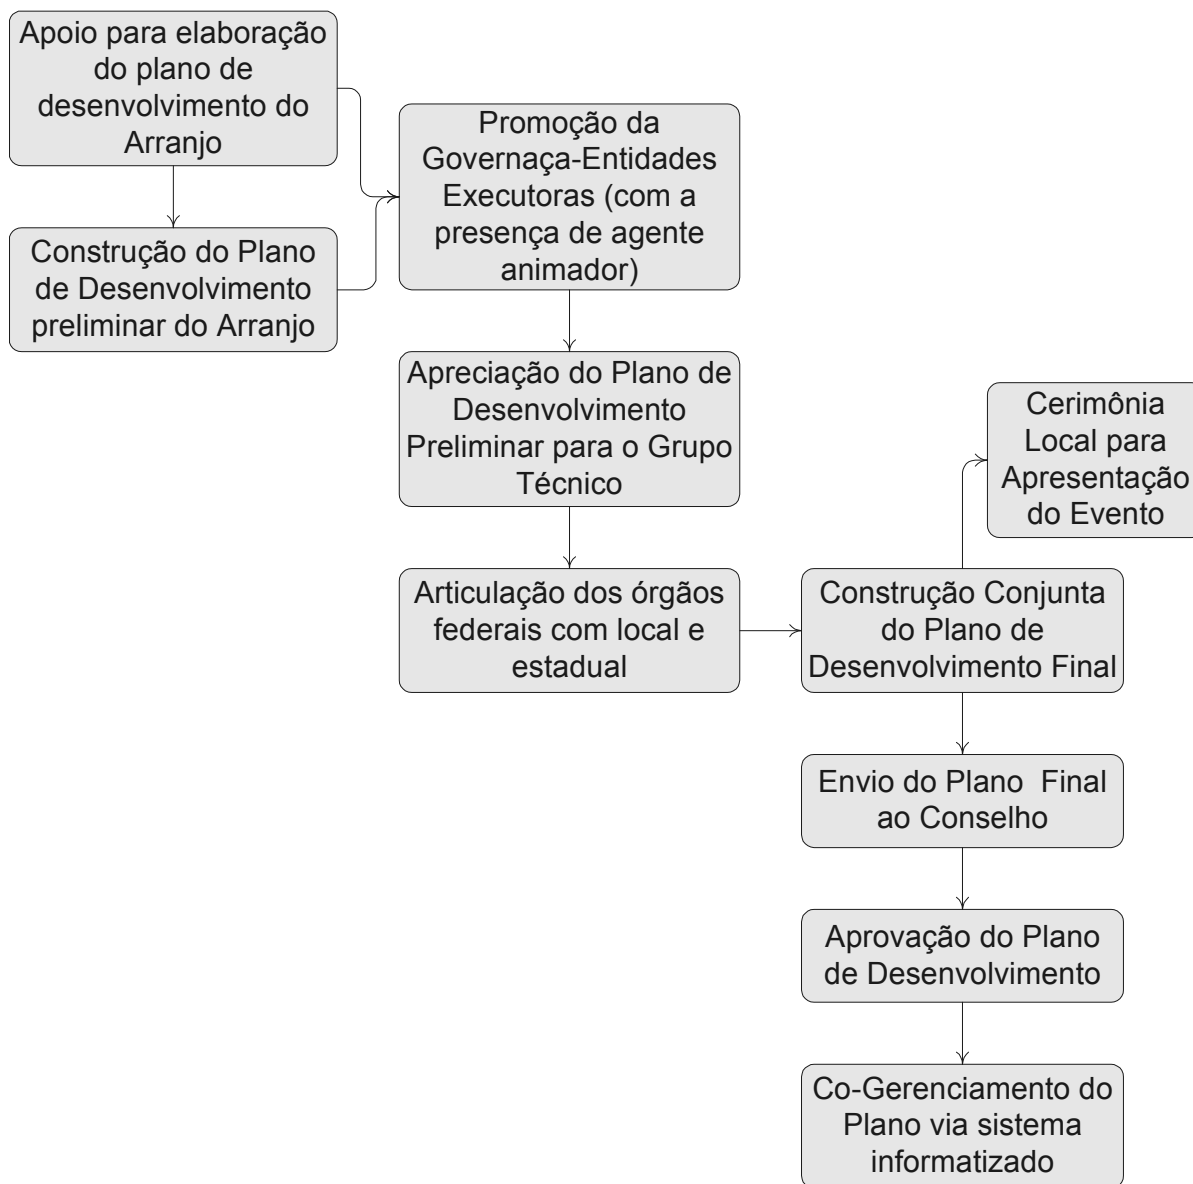 Apoio para elaboração
do plano de
desenvolvimento do
Arranjo
Construção do Plano
de Desenvolvimento
preliminar do Arranjo
Promoção da
Governaça-Entidades
Executoras (com a
presença de agente
animador)
Apreciação do Plano de
Desenvolvimento
Preliminar para o Grupo
Técnico
Articulação dos órgãos
federais com local e
estadual
Cerimônia
Local para
Apresentação
do Evento
Construção Conjunta
do Plano de
Desenvolvimento Final
Envio do Plano  Final
ao Conselho
Aprovação do Plano
de Desenvolvimento
Co-Gerenciamento do
Plano via sistema
informatizado